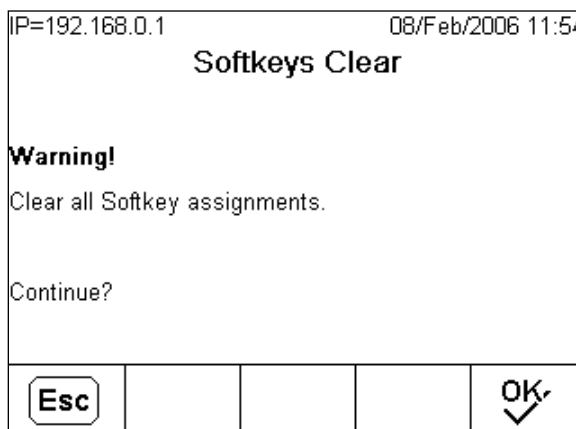 IP=192.168.0.1 08/Feb/2006 11:54
Softkeys Clear
Warning!
Clear all Softkey assignments.
Continue?
Esc OK